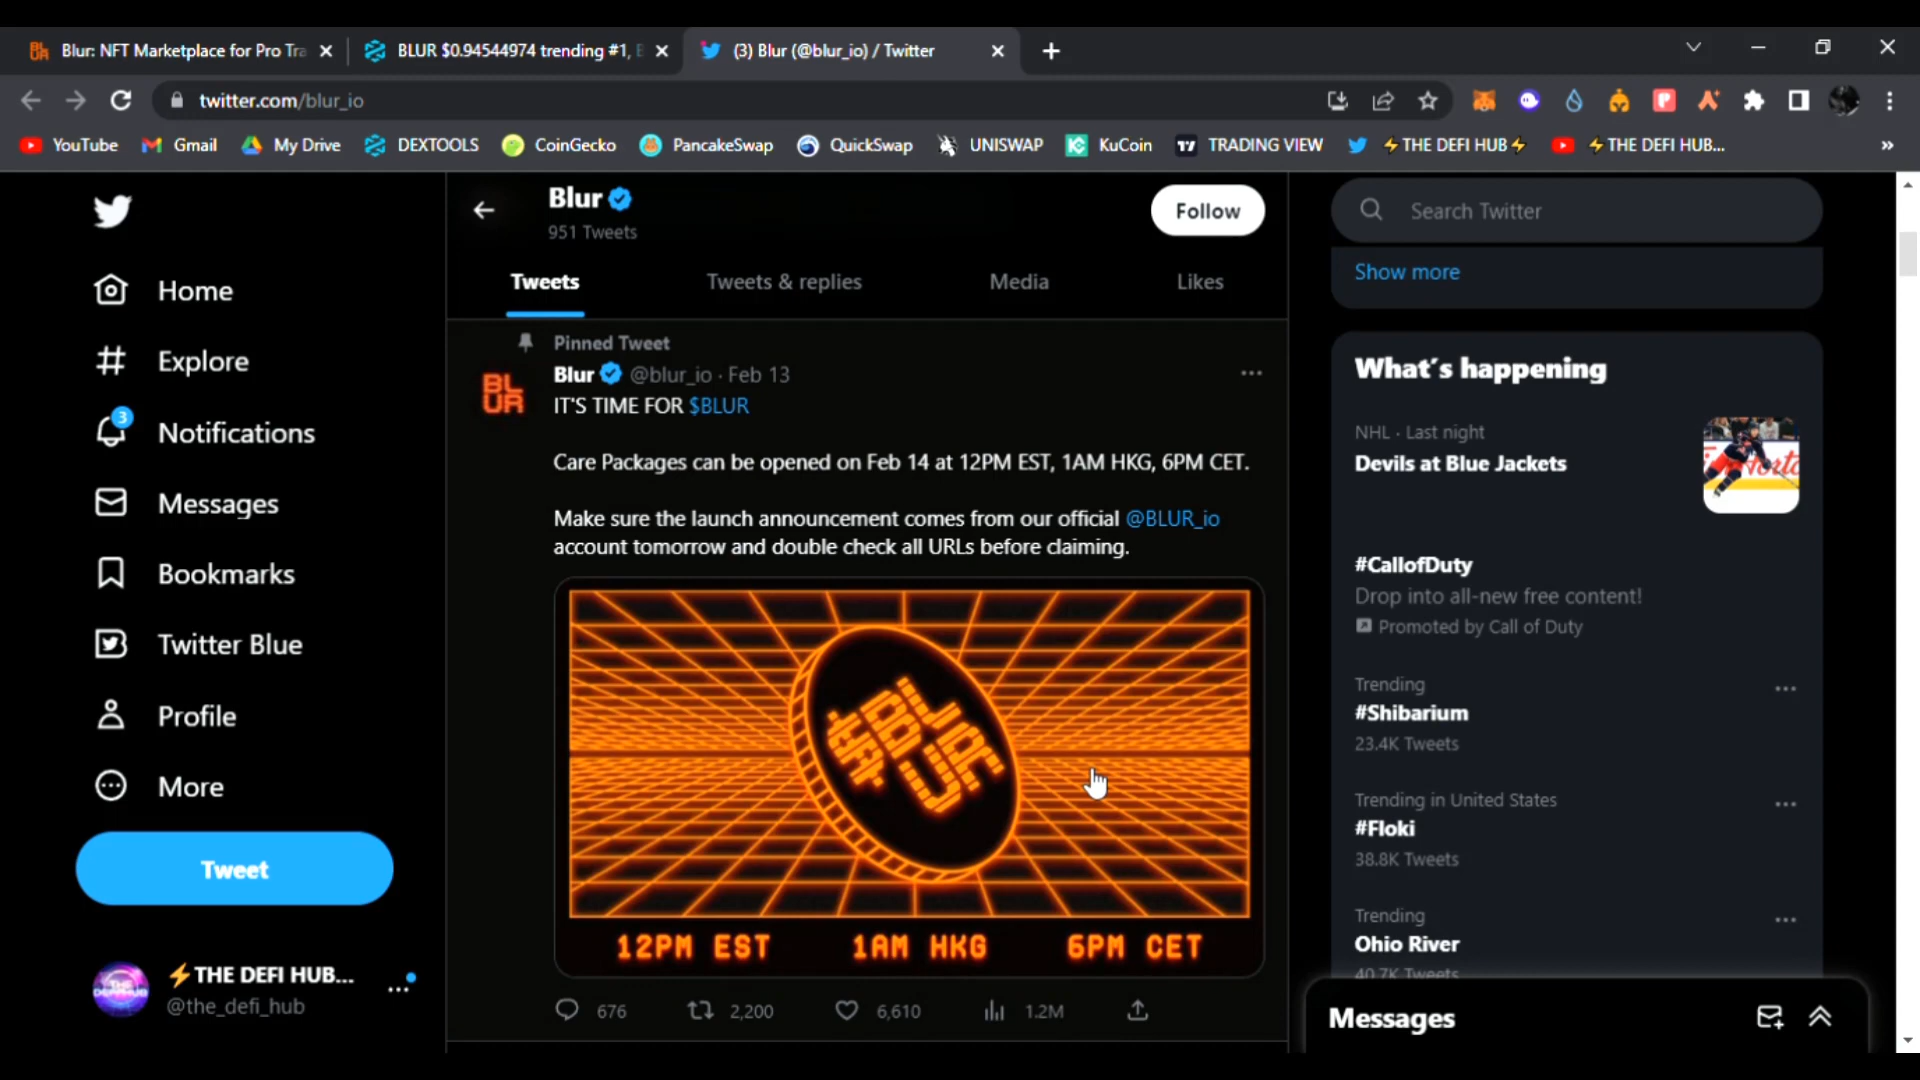 Blur: NFT Marketplace for Pro Tra
BLUR $0.94544974 trending #1,
(3) Blur (@blur_io) / Twitter
twitter.com/blur_io
YouTube
Gmail
My Drive
DEXTOOLS
CoinGecko
PancakeSwap
QuickSwap
UNISWAP
KuCoin
TRADING VIEW
⚡THE DEFI HUB⚡
⚡THE DEFI HUB...
Home
Explore
3
Notifications
Messages
Bookmarks
Twitter Blue
Profile
More
Tweet
⚡THE DEFI HUB...
@the_defi_hub
Blur
951 Tweets
Follow
Tweets
Tweets & replies
Media
Likes
Pinned Tweet
BLUR
Blur @blur_io · Feb 13
IT'S TIME FOR $BLUR
Care Packages can be opened on Feb 14 at 12PM EST, 1AM HKG, 6PM CET.
Make sure the launch announcement comes from our official @BLUR_io
account tomorrow and double check all URLs before claiming.
$BLUR
12PM EST 1AM HKG 6PM CET
676
2,200
6,610
1.2M
Search Twitter
Show more
What's happening
NHL · Last night
Devils at Blue Jackets
#CallofDuty
Drop into all-new free content!
Promoted by Call of Duty
Trending
#Shibarium
23.4K Tweets
Trending in United States
#Floki
38.8K Tweets
Trending
Ohio River
40.7K Tweets
Messages